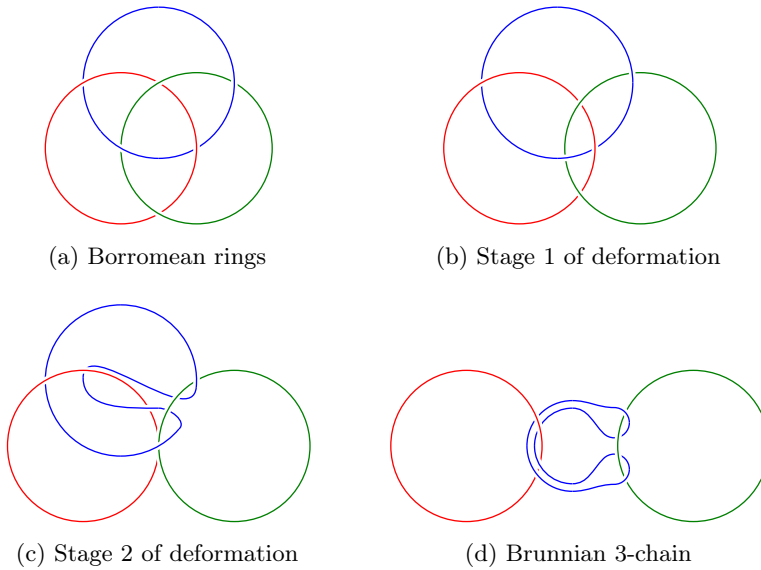 (a) Borromean rings
(b) Stage 1 of deformation
(c) Stage 2 of deformation
(d) Brunnian 3-chain